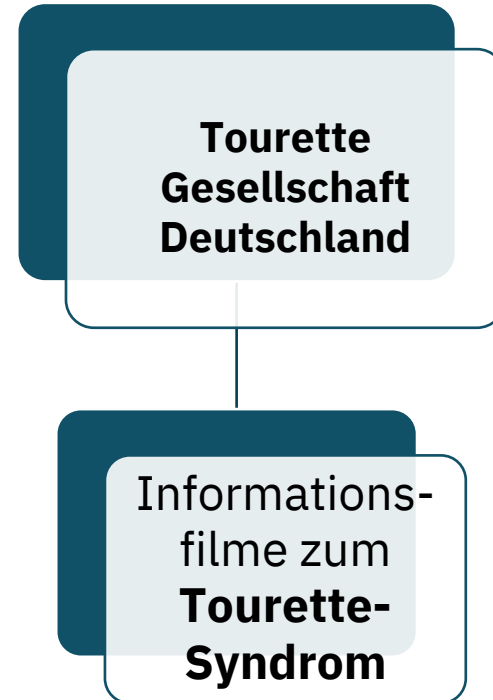 Tourette
Gesellschaft
Deutschland
Informations-
filme zum
Tourette-
Syndrom